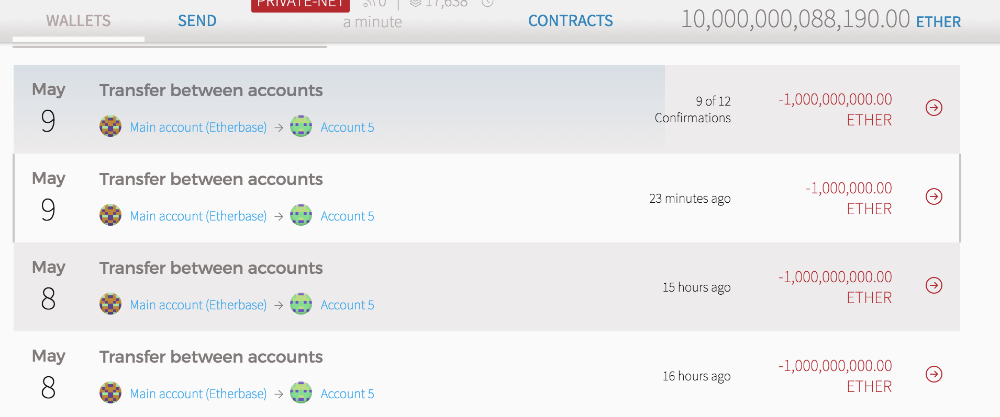 PRIVATE-NET
0 | 17,638
WALLETS
SEND
a minute
CONTRACTS
10,000,000,088,190.00 ETHER
May
9
Transfer between accounts
Main account (Etherbase) → Account 5
9 of 12
Confirmations
-1,000,000,000.00
ETHER
May
9
Transfer between accounts
Main account (Etherbase) → Account 5
23 minutes ago
-1,000,000.00
ETHER
May
8
Transfer between accounts
Main account (Etherbase) → Account 5
15 hours ago
-1,000,000,000.00
ETHER
May
8
Transfer between accounts
Main account (Etherbase) → Account 5
16 hours ago
-1,000,000,000.00
ETHER